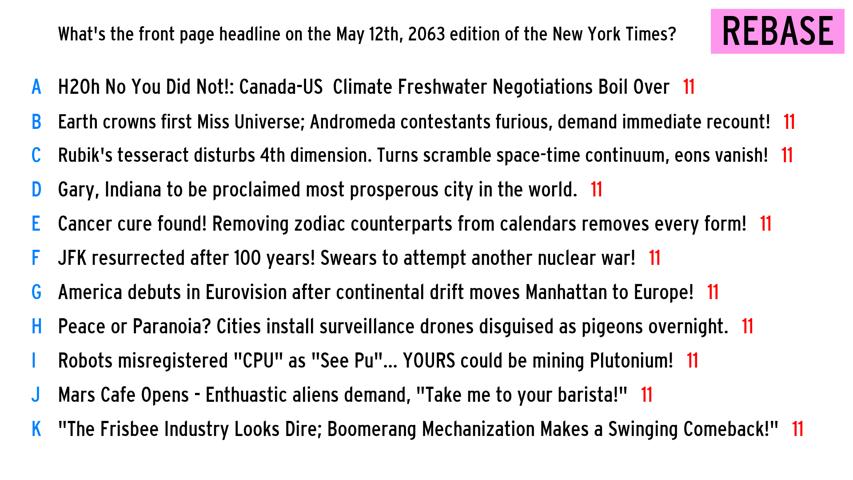 What's the front page headline on the May 12th, 2063 edition of the New York Times?
REBASE
A H20h No You Did Not!: Canada-US Climate Freshwater Negotiations Boil Over 11
B Earth crowns first Miss Universe; Andromeda contestants furious, demand immediate recount! 11
C Rubik's tesseract disturbs 4th dimension. Turns scramble space-time continuum, eons vanish! 11
D Gary, Indiana to be proclaimed most prosperous city in the world. 11
E Cancer cure found! Removing zodiac counterparts from calendars removes every form! 11
F JFK resurrected after 100 years! Swears to attempt another nuclear war! 11
G America debuts in Eurovision after continental drift moves Manhattan to Europe! 11
H Peace or Paranoia? Cities install surveillance drones disguised as pigeons overnight. 11
I Robots misregistered "CPU" as "See Pu"... YOURS could be mining Plutonium! 11
J Mars Cafe Opens - Enthuastic aliens demand, "Take me to your barista!" 11
K "The Frisbee Industry Looks Dire; Boomerang Mechanization Makes a Swinging Comeback!" 11